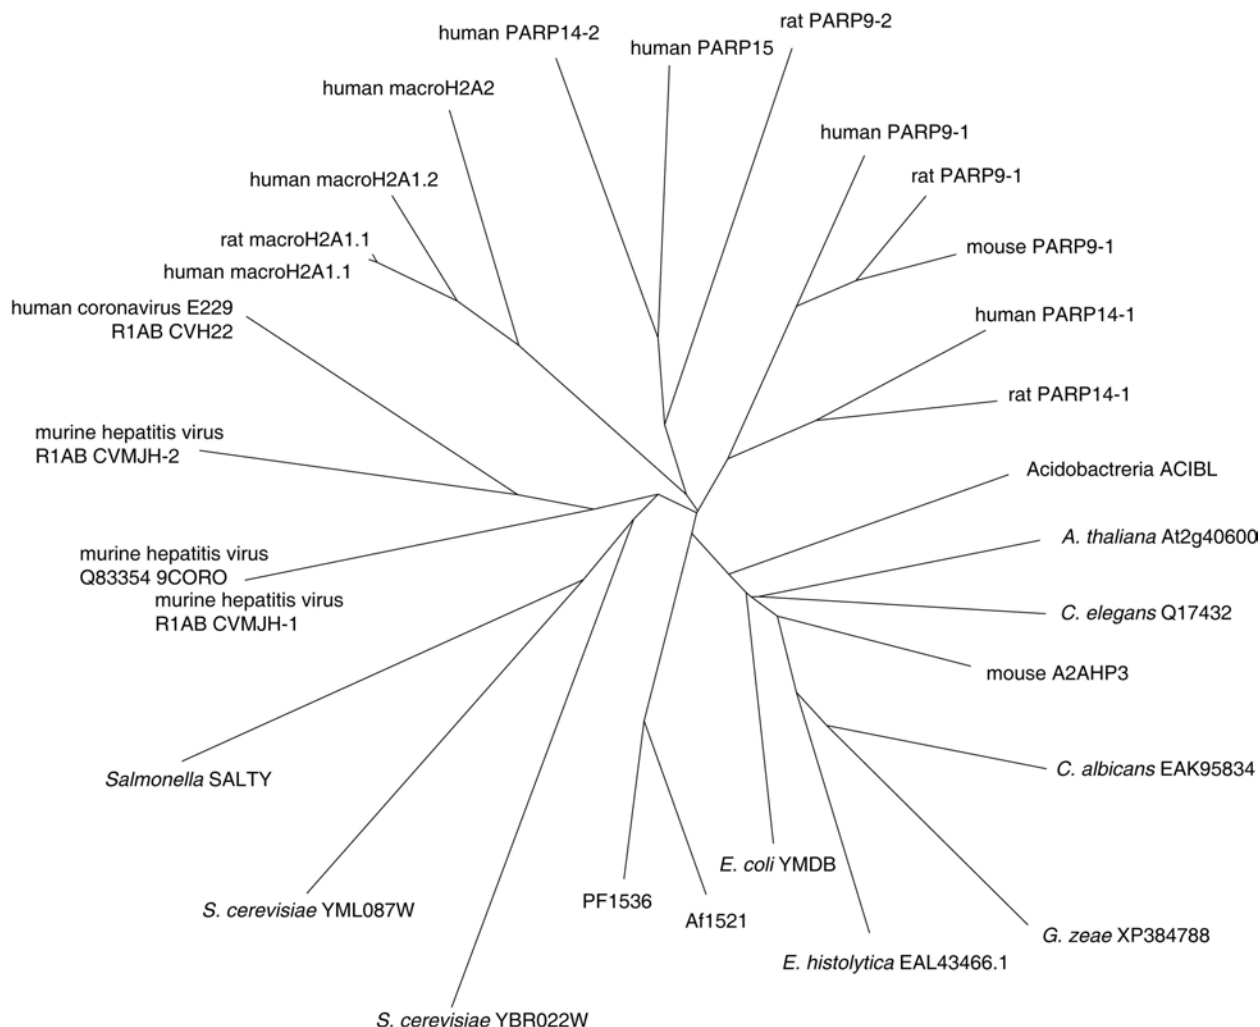 rat PARP9-2
human PARP14-2
human PARP15
human macroH2A2
human PARP9-1
human macroH2A1.2
rat PARP9-1
rat macroH2A1.1
mouse PARP9-1
human macroH2A1.1
human coronavirus E229
R1AB CVH22
human PARP14-1
rat PARP14-1
murine hepatitis virus
R1AB CVMJH-2
Acidobactreria ACIBL
A. thaliana At2g40600
murine hepatitis virus
Q83354 9CORO
murine hepatitis virus
R1AB CVMJH-1
C. elegans Q17432
mouse A2AHP3
Salmonella SALTY
C. albicans EAK95834
E. coli YMDB
PF1536
S. cerevisiae YML087W
Af1521
G. zeae XP384788
E. histolytica EAL43466.1
S. cerevisiae YBR022W